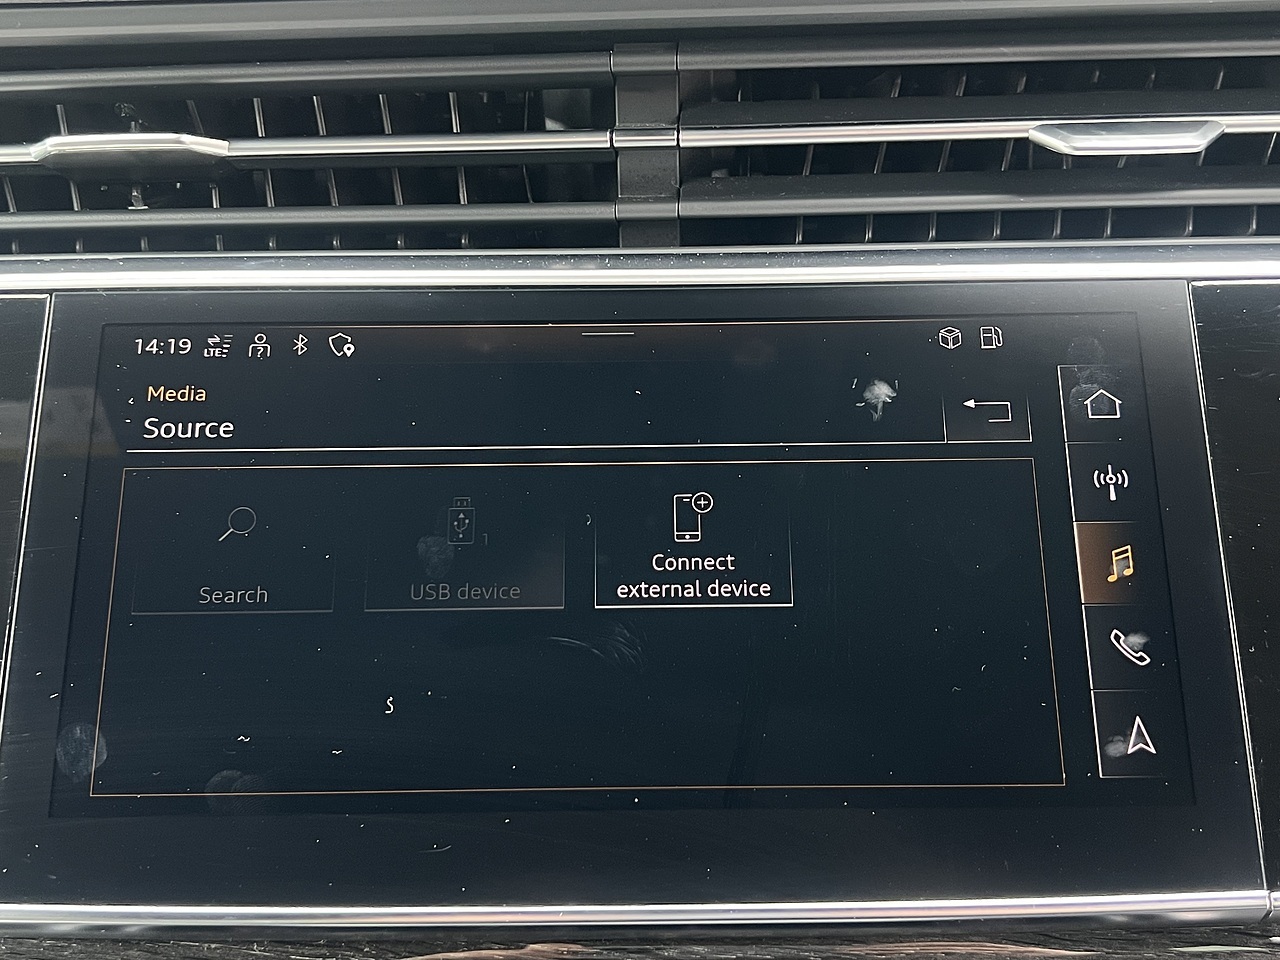 14:19 LTE
Media
Source
Search
USB device
1
Connect
external device